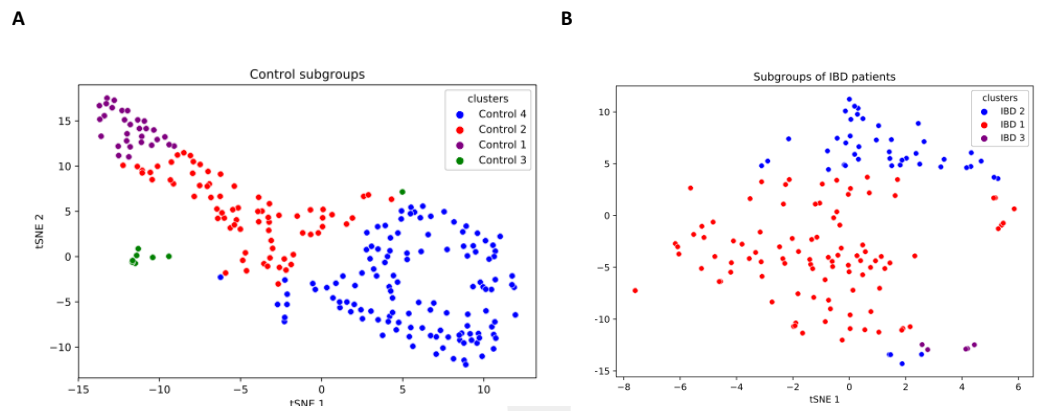 A
B
Control subgroups
clusters
Control 4
Control 2
Control 1
Control 3
tSNE 2
15
10
5
0
−5
−10
−15
−10
−5
0
5
10
tSNE 1
Subgroups of IBD patients
clusters
IBD 2
IBD 1
IBD 3
10
5
0
−5
−10
−15
−8
−6
−4
−2
0
2
4
6
tSNE 1